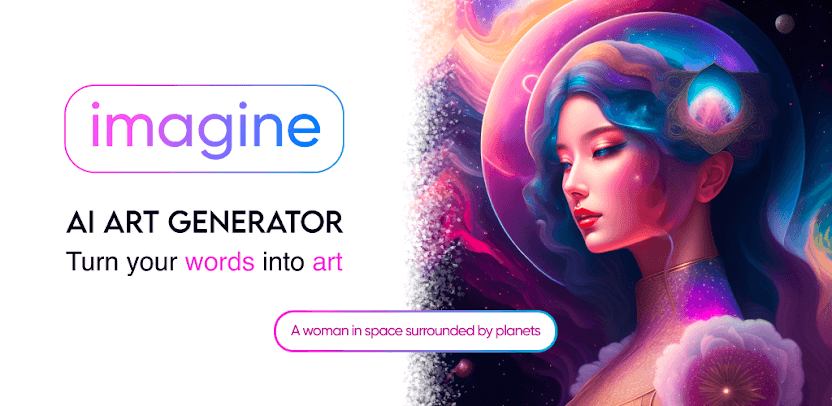 imagine
AI ART GENERATOR
Turn your words into art
A woman in space surrounded by planets